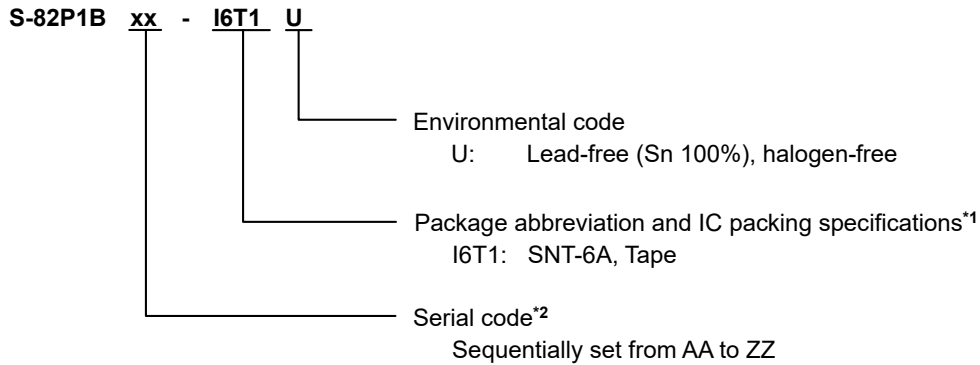 S-82P1B xx - I6T1 U
Environmental code
U: Lead-free (Sn 100%), halogen-free
Package abbreviation and IC packing specifications*1
I6T1: SNT-6A, Tape
Serial code*2
Sequentially set from AA to ZZ